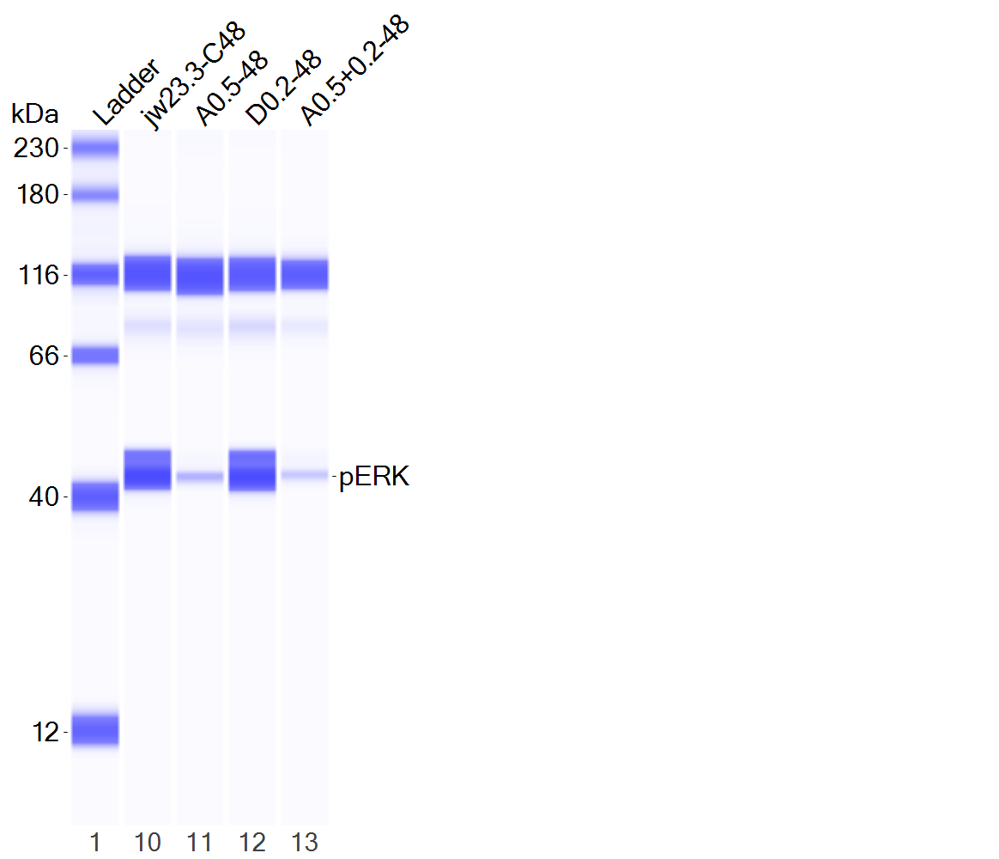 Ladder
jw23.3-C48
A0.5-48
D0.2-48
A0.5+0.2-48
kDa
230
180
116
66
pERK
40
12
1 10 11 12 13